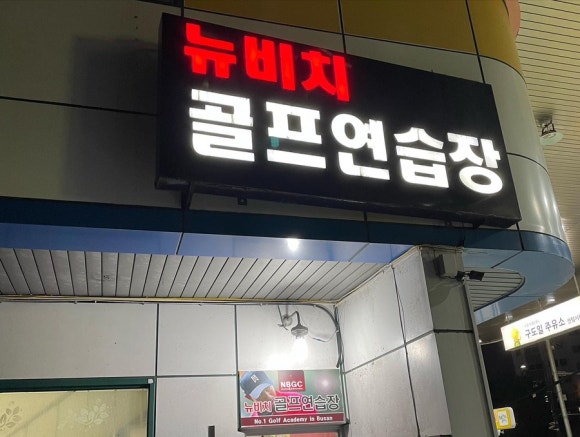 뉴비치
골프연습장
구도일 주유소
NBGC
뉴비치 골프연습장
No.1 Golf Academy in Busan